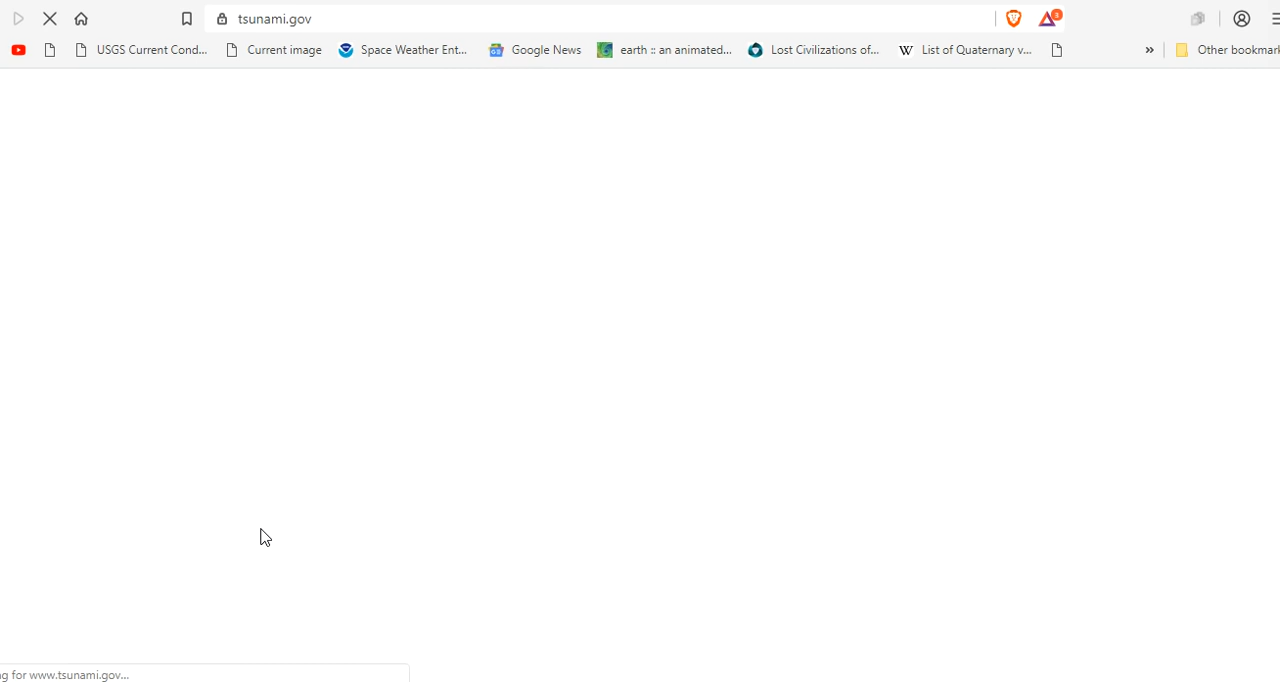 tsunami.gov
3
USGS Current Cond... Current image Space Weather Ent... Google News earth :: an animated... Lost Civilizations of... W List of Quaternary v... » Other bookmark
g for www.tsunami.gov...